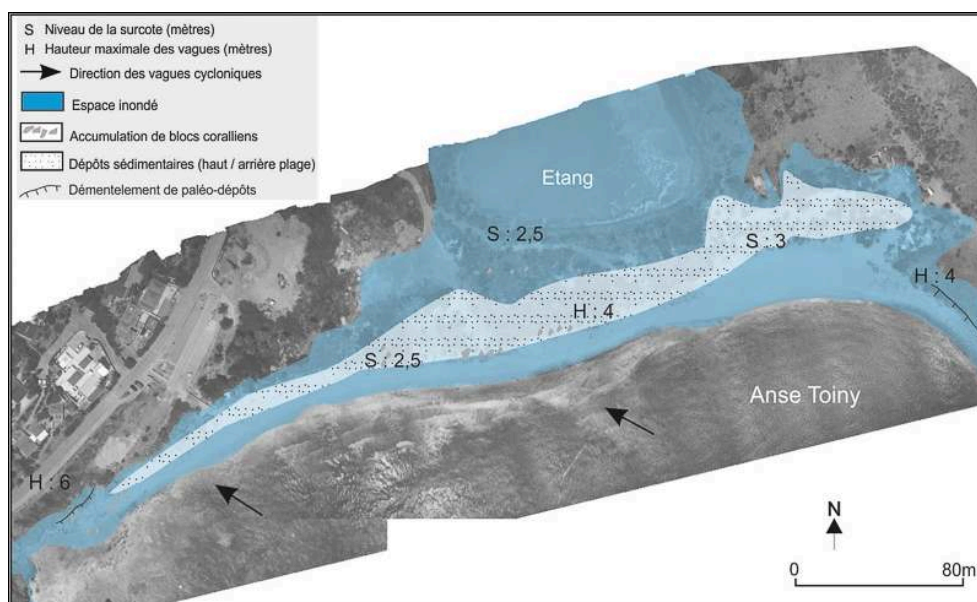 S Niveau de la surcote (mètres)
H Hauteur maximale des vagues (mètres)
Direction des vagues cycloniques
Espace inondé
Accumulation de blocs coralliens
Dépôts sédimentaires (haut / arrière plage)
Démentelement de paléo-dépôts
Etang
S : 2,5
S : 3
H : 4
H : 4
S : 2,5
Anse Toiny
H : 6
N
0 80m